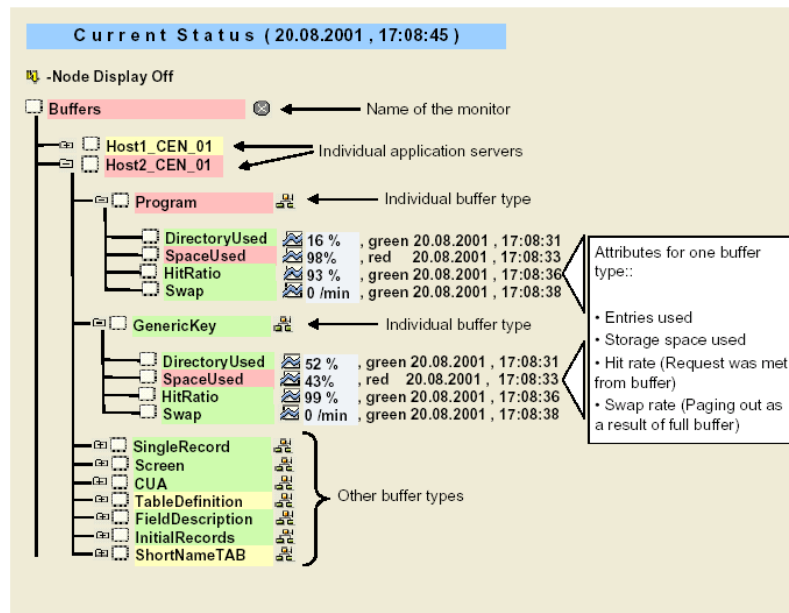 Current Status (20.08.2001 , 17:08:45)
-Node Display Off
Buffers
Name of the monitor
Host1_CEN_01
Individual application servers
Host2_CEN_01
Program
Individual buffer type
DirectoryUsed 16 % , green 20.08.2001 , 17:08:31
SpaceUsed 98% , red 20.08.2001 , 17:08:33
HitRatio 93 % , green 20.08.2001 , 17:08:36
Swap 0 /min , green 20.08.2001 , 17:08:38
GenericKey
Individual buffer type
DirectoryUsed 52 % , green 20.08.2001 , 17:08:31
SpaceUsed 43% , red 20.08.2001 , 17:08:33
HitRatio 99 % , green 20.08.2001 , 17:08:36
Swap 0 /min , green 20.08.2001 , 17:08:38
Attributes for one buffer
type::
• Entries used
• Storage space used
• Hit rate (Request was met
from buffer)
• Swap rate (Paging out as
a result of full buffer)
SingleRecord
Screen
CUA
TableDefinition
FieldDescription
InitialRecords
ShortNameTAB
Other buffer types